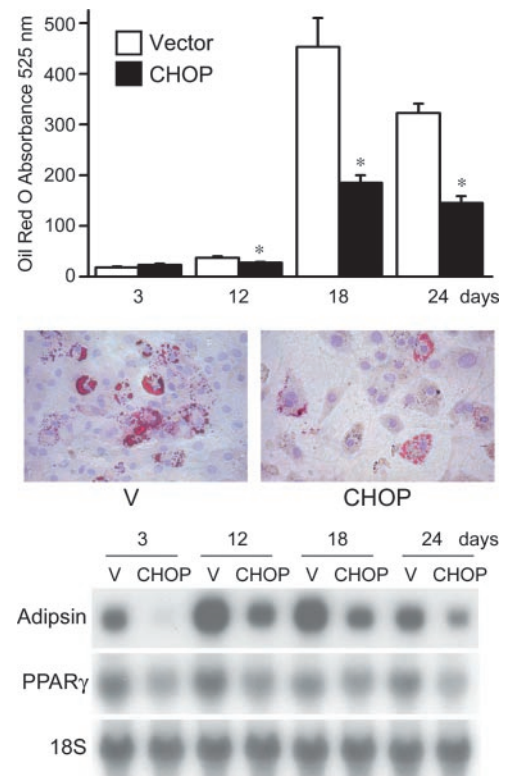 Oil Red O Absorbance 525 nm
500
400
300
200
100
0
Vector
CHOP
*
*
*
3 12 18 24 days
V CHOP
3 12 18 24 days
V CHOP V CHOP V CHOP V CHOP
Adipsin
PPARγ
18S